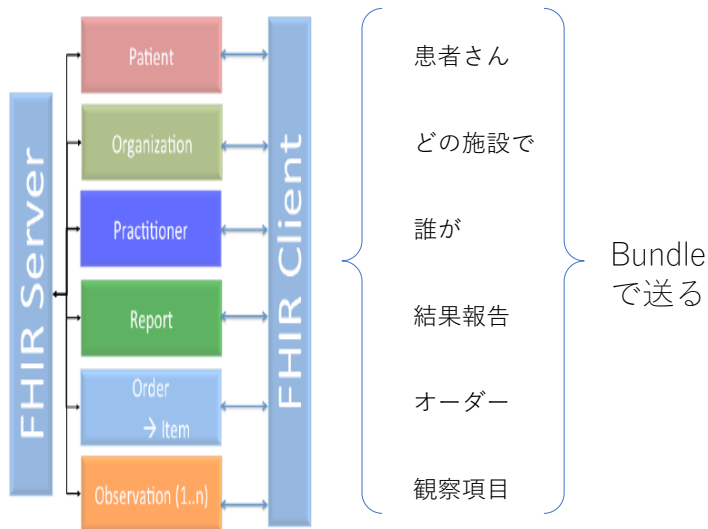 FHIR Server
Patient
Organization
Practitioner
Report
Order
→ Item
Observation (1..n)
FHIR Client
患者さん
どの施設で
誰が
結果報告
オーダー
観察項目
Bundle
で送る